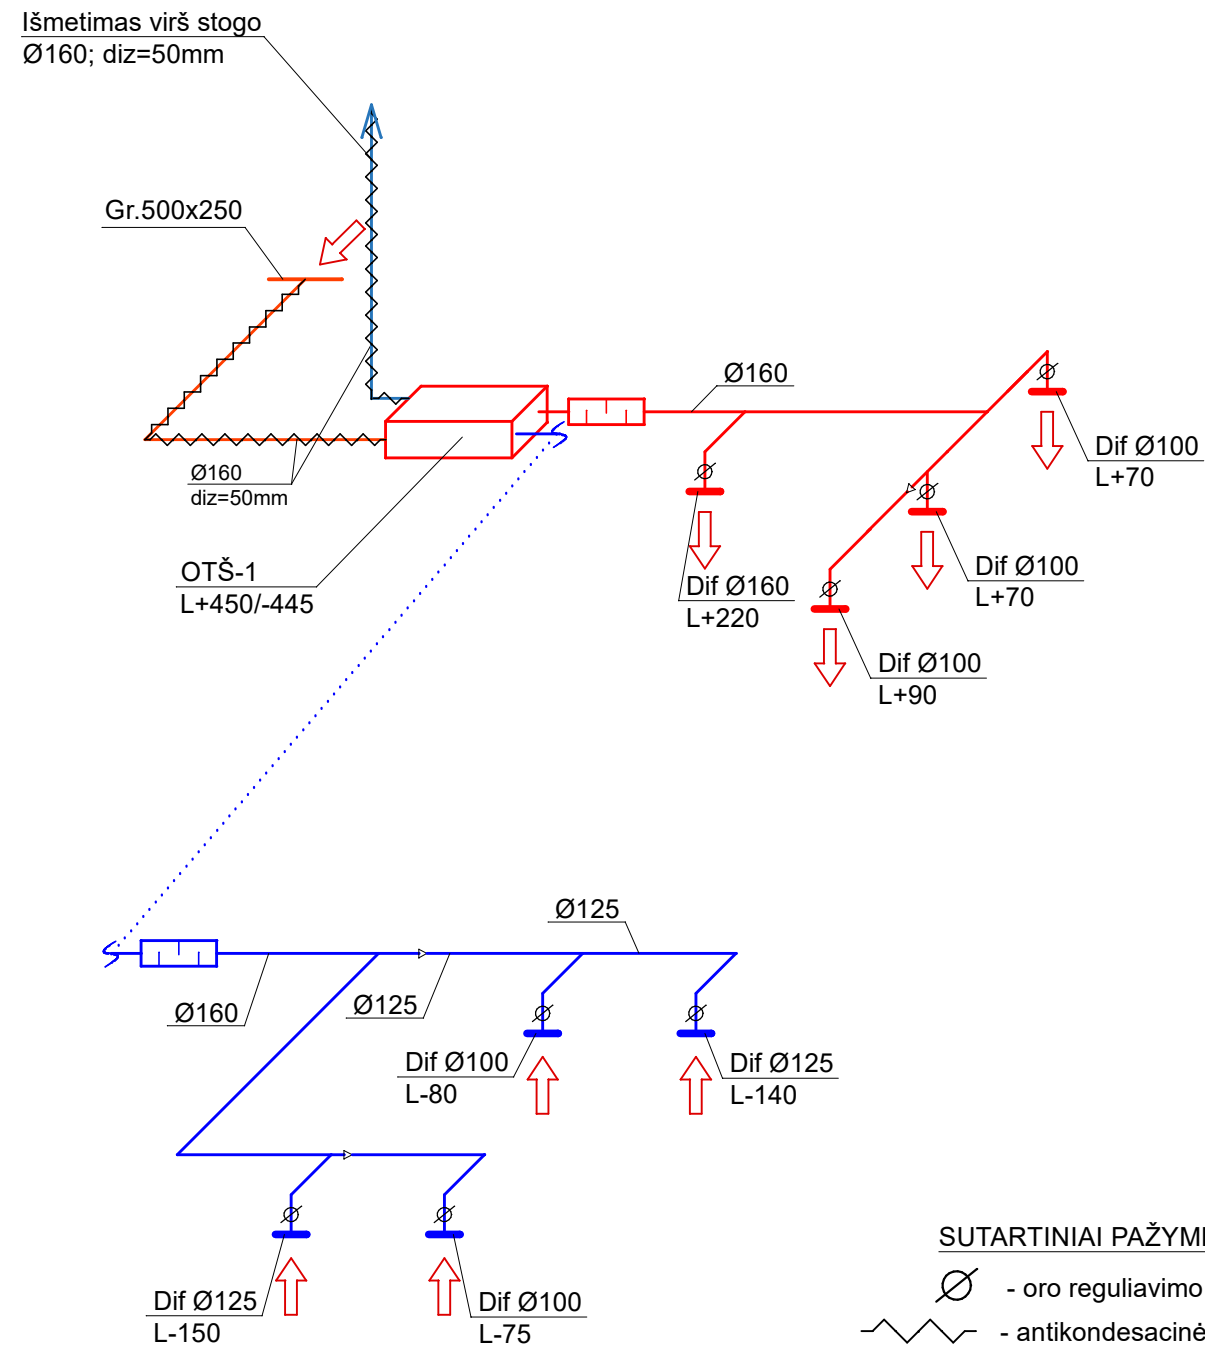 Išmetimas virš stogo
Ø160; diz=50mm
Gr.500x250
Ø160
Dif Ø100
L+70
Ø160
diz=50mm
OTŠ-1
L+450/-445
Dif Ø160
L+220
Dif Ø100
L+70
Dif Ø100
L+90
Ø125
Ø160
Ø125
Dif Ø100
L-80
Dif Ø125
L-140
Dif Ø125
L-150
Dif Ø100
L-75
SUTARTINIAI
- oro reguliavimo
- antikondesacinė